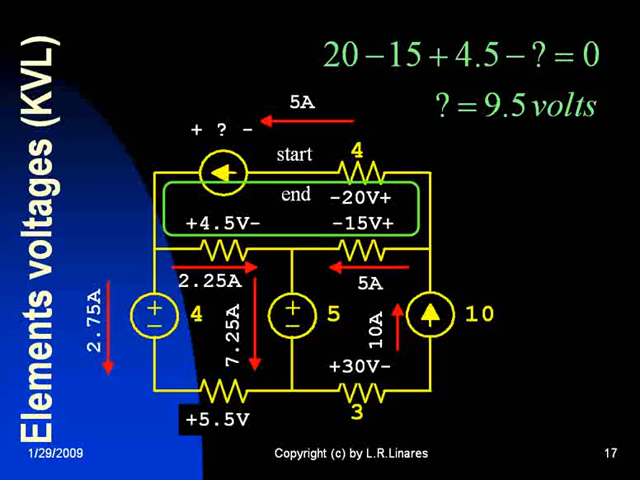 Elements voltages (KVL)
20 − 15 + 4.5 − ? = 0
? = 9.5 volts
5A
+ ? -
start
4
end
-20V+
+4.5V-
-15V+
2.25A
5A
2.75A
+
−
4
7.25A
+
−
5
10A
10
+30V-
+5.5V
3
1/29/2009
Copyright (c) by L.R.Linares
17